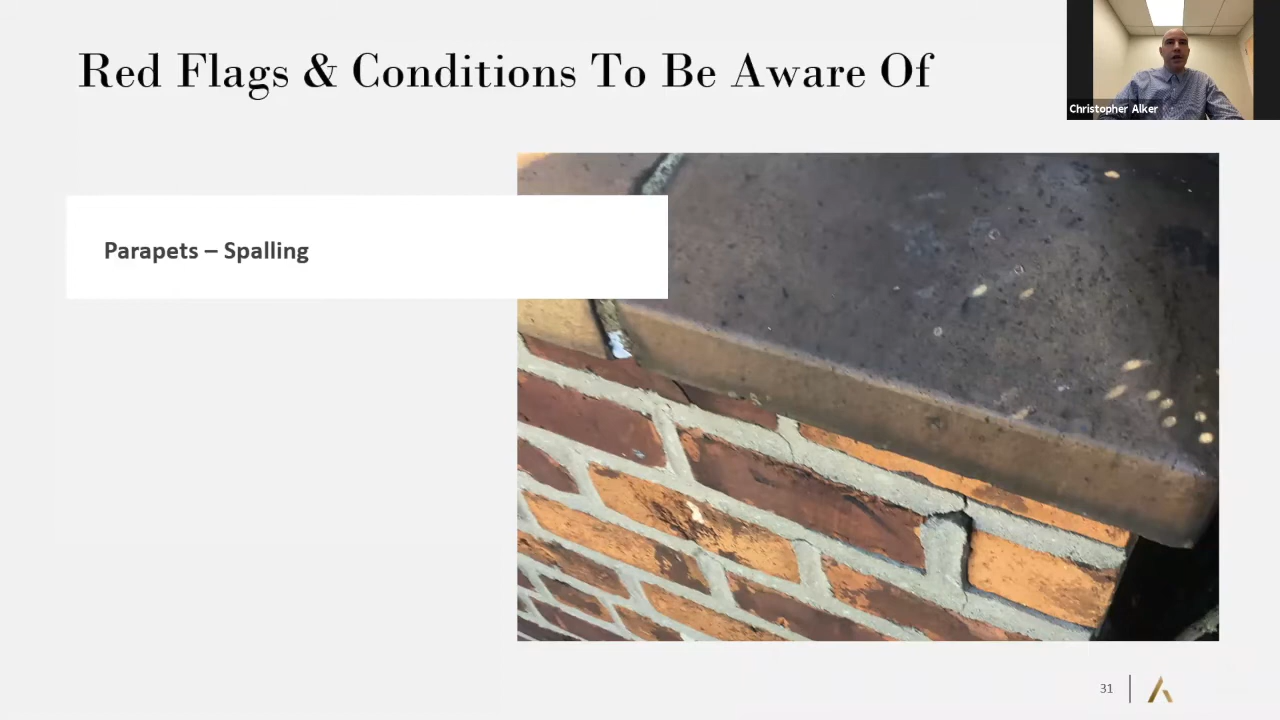 Red Flags & Conditions To Be Aware Of
Christopher Alker
Parapets – Spalling
31